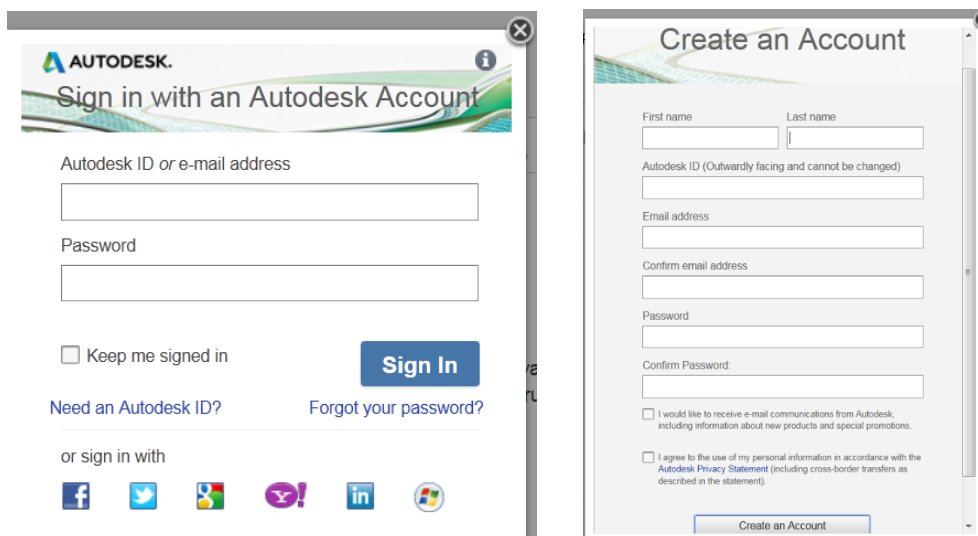 AUTODESK.
Sign in with an Autodesk Account
Autodesk ID or e-mail address
Password
Keep me signed in
Sign In
Need an Autodesk ID?
Forgot your password?
or sign in with
Create an Account
First name
Last name
Autodesk ID (Outwardly facing and cannot be changed)
Email address
Confirm email address
Password
Confirm Password:
I would like to receive e-mail communications from Autodesk,
including information about new products and special promotions.
I agree to the use of my personal information in accordance with the
Autodesk Privacy Statement (including cross-border transfers as
described in the statement).
Create an Account